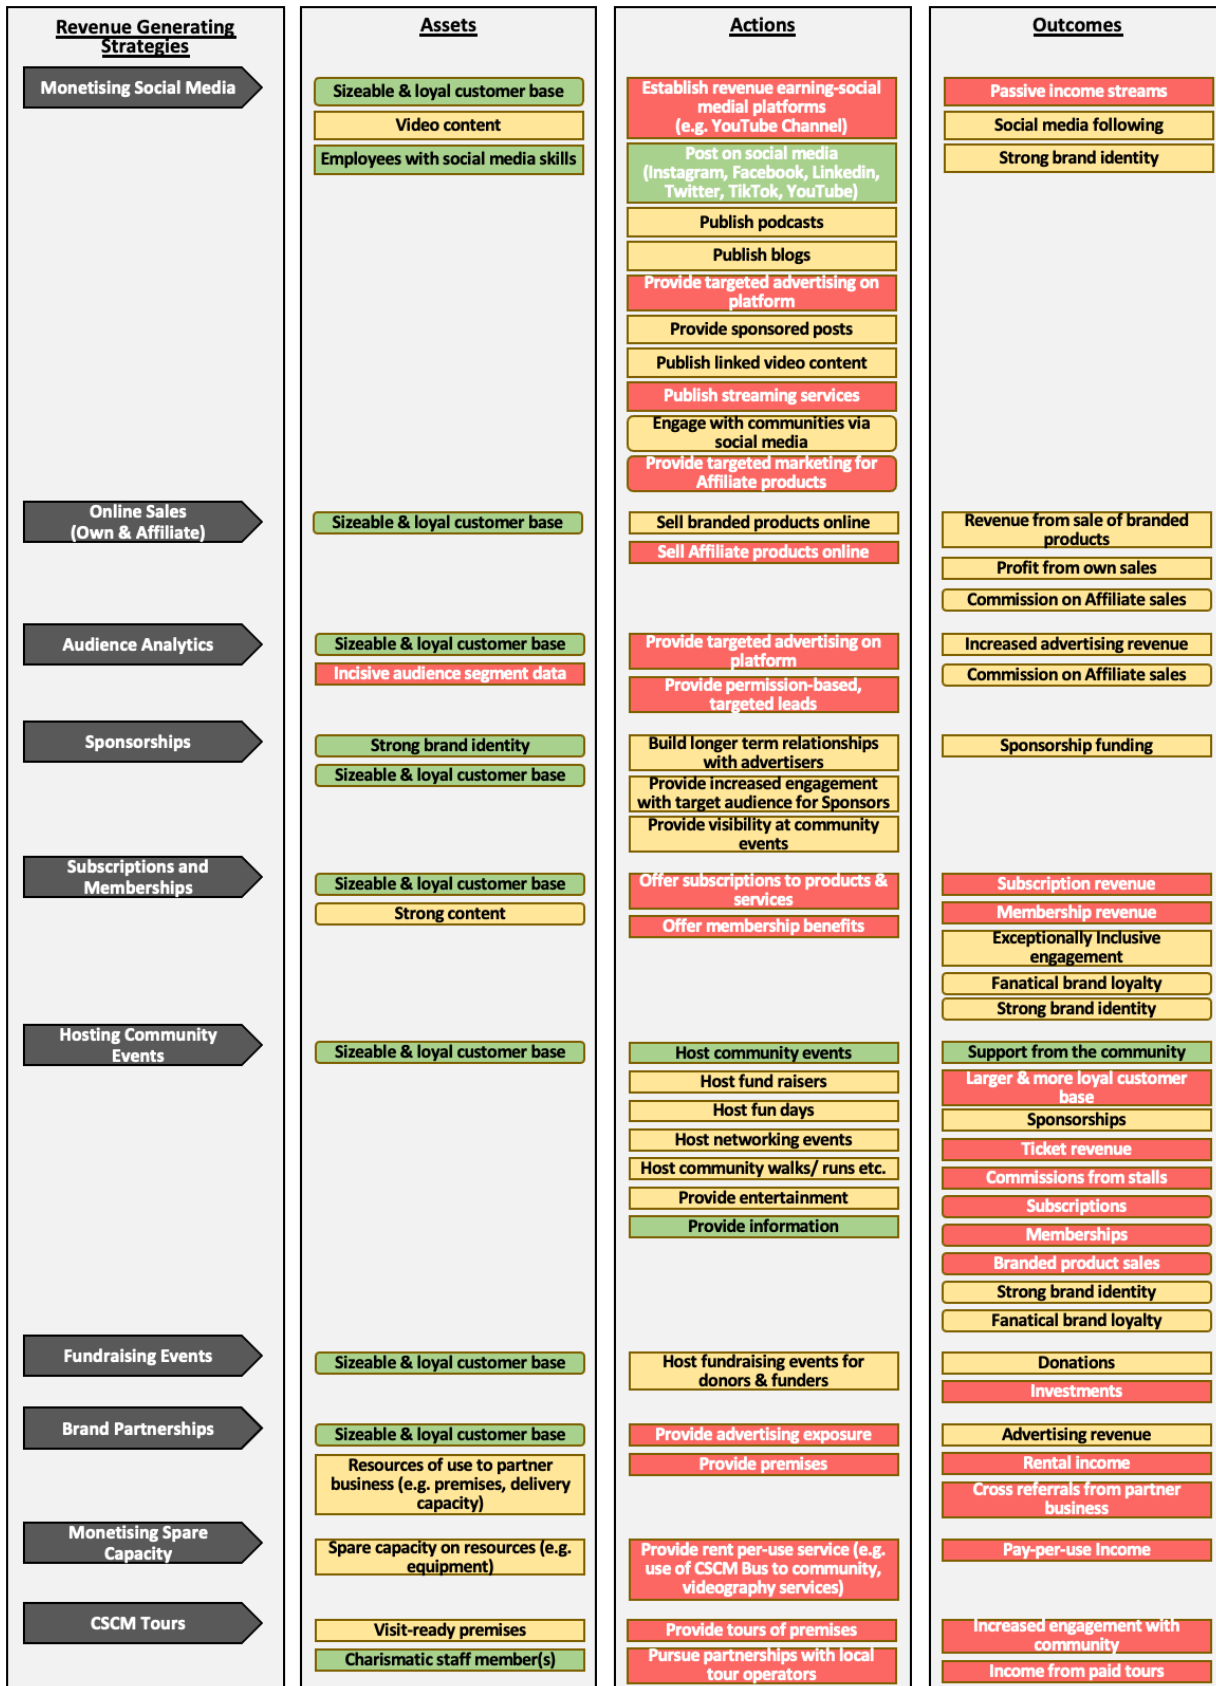 Revenue Generating
Strategies
Assets
Actions
Outcomes
Monetising Social Media
Sizeable & loyal customer base
Video content
Employees with social media skills
Establish revenue earning-social
medial platforms
(e.g. YouTube Channel)
Post on social media
(Instagram, Facebook, Linkedin,
Twitter, TikTok, YouTube)
Publish podcasts
Publish blogs
Provide targeted advertising on
platform
Provide sponsored posts
Publish linked video content
Publish streaming services
Engage with communities via
social media
Provide targeted marketing for
Affiliate products
Passive income streams
Social media following
Strong brand identity
Online Sales
(Own & Affiliate)
Sizeable & loyal customer base
Sell branded products online
Sell Affiliate products online
Revenue from sale of branded
products
Profit from own sales
Commission on Affiliate sales
Audience Analytics
Sizeable & loyal customer base
Incisive audience segment data
Provide targeted advertising on
platform
Provide permission-based,
targeted leads
Increased advertising revenue
Commission on Affiliate sales
Sponsorships
Strong brand identity
Sizeable & loyal customer base
Build longer term relationships
with advertisers
Provide increased engagement
with target audience for Sponsors
Provide visibility at community
events
Sponsorship funding
Subscriptions and
Memberships
Sizeable & loyal customer base
Strong content
Offer subscriptions to products &
services
Offer membership benefits
Subscription revenue
Membership revenue
Exceptionally Inclusive
engagement
Fanatical brand loyalty
Strong brand identity
Hosting Community
Events
Sizeable & loyal customer base
Host community events
Host fund raisers
Host fun days
Host networking events
Host community walks/ runs etc.
Provide entertainment
Provide information
Support from the community
Larger & more loyal customer
base
Sponsorships
Ticket revenue
Commissions from stalls
Subscriptions
Memberships
Branded product sales
Strong brand identity
Fanatical brand loyalty
Fundraising Events
Sizeable & loyal customer base
Host fundraising events for
donors & funders
Donations
Investments
Brand Partnerships
Sizeable & loyal customer base
Resources of use to partner
business (e.g. premises, delivery
capacity)
Provide advertising exposure
Provide premises
Advertising revenue
Rental income
Cross referrals from partner
business
Monetising Spare
Capacity
Spare capacity on resources (e.g.
equipment)
Provide rent per-use service (e.g.
use of CSCM Bus to community,
videography services)
Pay-per-use Income
CSCM Tours
Visit-ready premises
Charismatic staff member(s)
Provide tours of premises
Pursue partnerships with local
tour operators
Increased engagement with
community
Income from paid tours